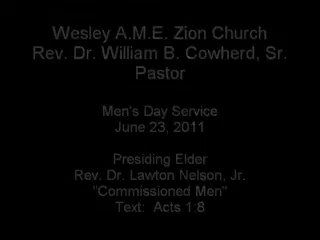 Wesley A.M.E. Zion Church
Rev. Dr. William B. Cowherd, Sr.
Pastor
Men's Day Service
June 23, 2011
Presiding Elder
Rev. Dr. Lawton Nelson, Jr.
"Commissioned Men"
Text: Acts 1:8